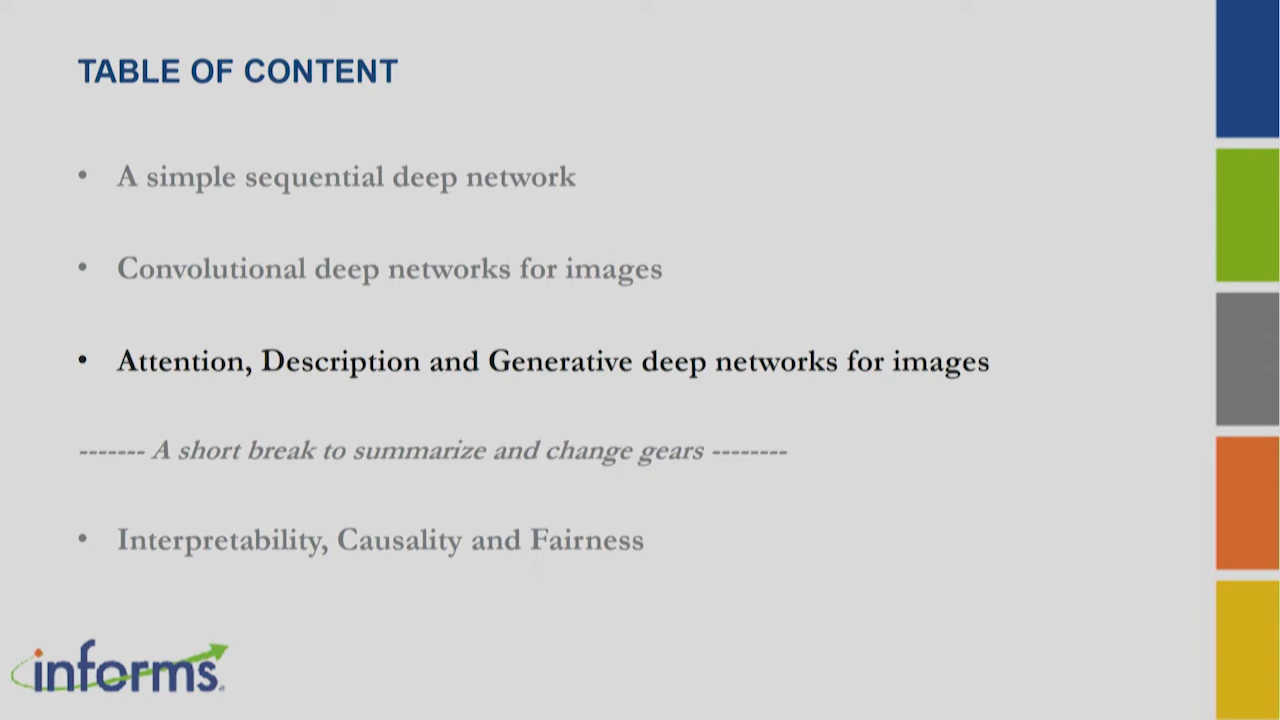 TABLE OF CONTENT
• A simple sequential deep network
• Convolutional deep networks for images
• Attention, Description and Generative deep networks for images
------- A short break to summarize and change gears --------
• Interpretability, Causality and Fairness
informs